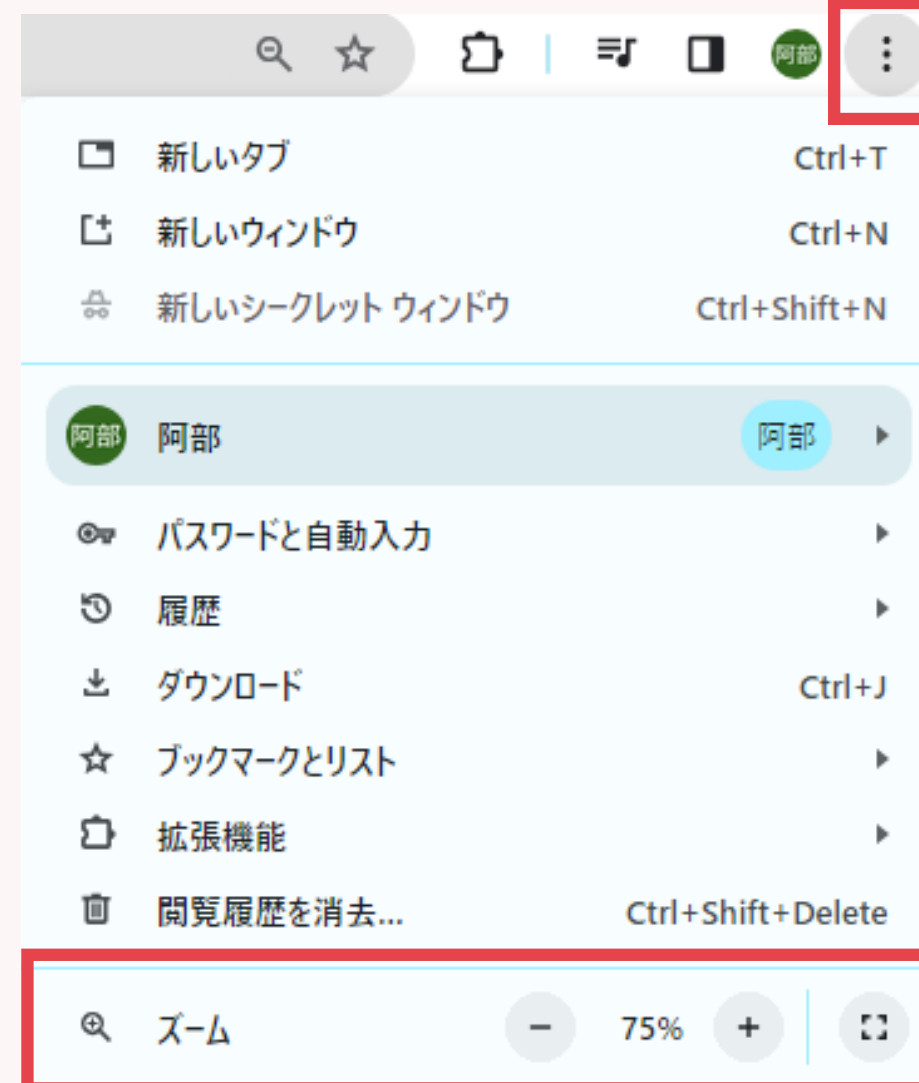 阿部
新しいタブ Ctrl+T
新しいウィンドウ Ctrl+N
新しいシークレット ウィンドウ Ctrl+Shift+N
阿部 阿部 阿部
パスワードと自動入力
履歴
ダウンロード Ctrl+J
ブックマークとリスト
拡張機能
閲覧履歴を消去... Ctrl+Shift+Delete
ズーム − 75% +